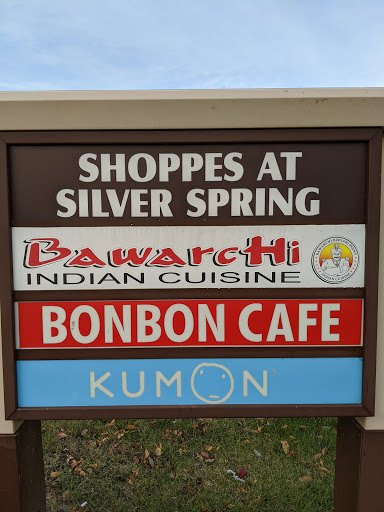 SHOPPES AT
SILVER SPRING
BawarcHi
INDIAN CUISINE
BONBON CAFE
KUMON